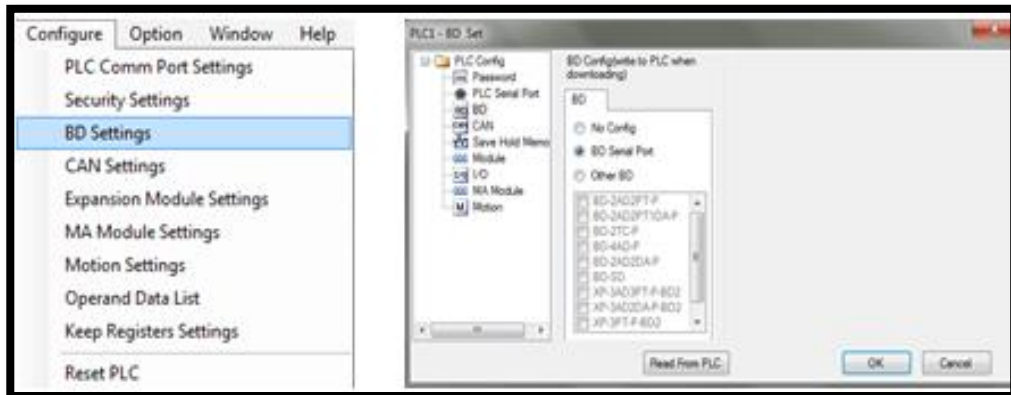 Configure Option Window Help
PLC Comm Port Settings
Security Settings
BD Settings
CAN Settings
Expansion Module Settings
MA Module Settings
Motion Settings
Operand Data List
Keep Registers Settings
Reset PLC
PLC1 - BD Set
PLC Config
Password
PLC Serial Port
BD
CAN
Save Hold Memo
Module
I/O
MA Module
Motion
BD Config(write to PLC when
downloading)
BD
No Config
BD Serial Port
Other BD
BD-2AD2PT-P
BD-2AD2PT1DA-P
BD-2TC-P
BD-4AD-P
BD-2AD2DA-P
BD-SD
XP-3AD3PT-P-BD2
XP-3AD2DA-P-BD2
XP-3PT-P-BD2
Read From PLC
OK
Cancel